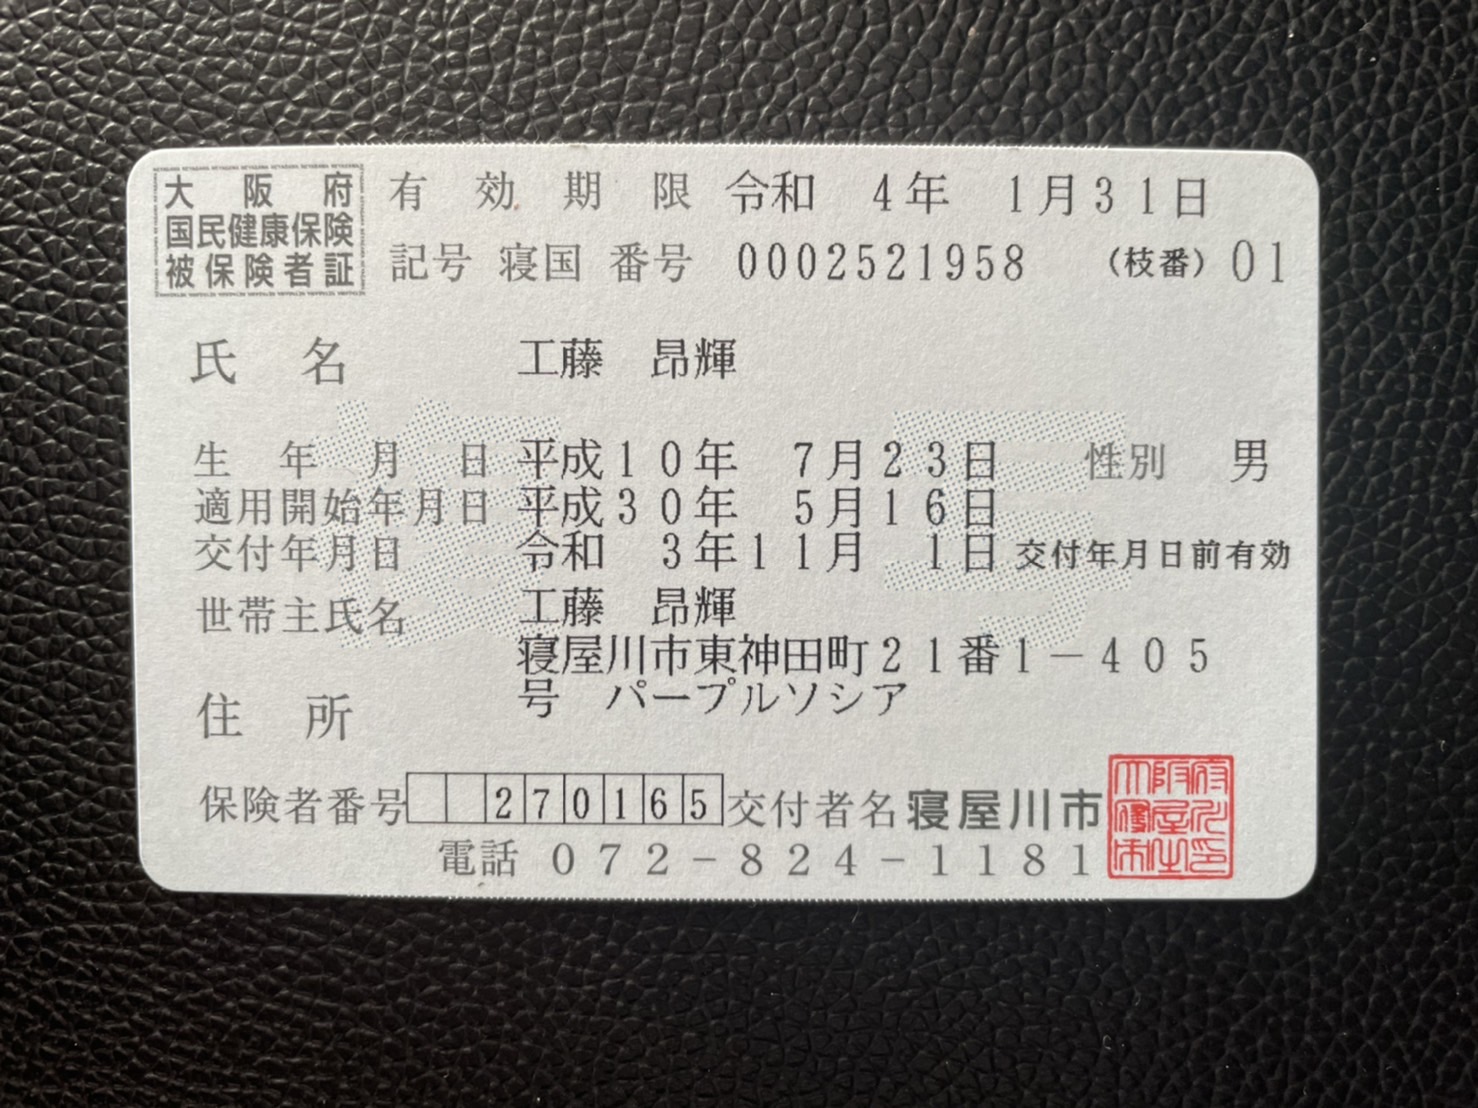 大阪府
国民健康保険
被保険者証
有効期限 令和 4年 1月31日
記号 寝国 番号 0002521958 (枝番) 01
氏名 工藤 昂輝
生年月日 平成10年 7月23日 性別 男
適用開始年月日 平成30年 5月16日
交付年月日 令和 3年11月 1日 交付年月日前有効
世帯主氏名 工藤 昂輝
住所 寝屋川市東神田町21番1-405
号 パープルソシア
保険者番号 270165 交付者名 寝屋川市
電話 072-824-1181